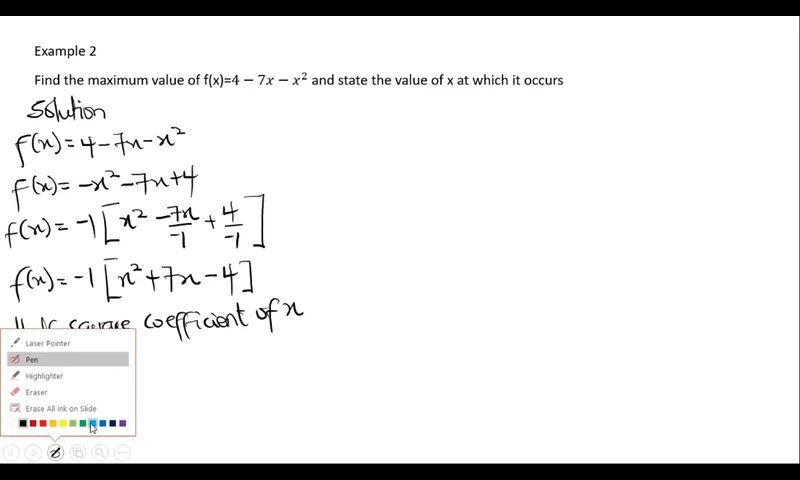 Example 2
Find the maximum value of f(x)=4 − 7x − x² and state the value of x at which it occurs
Solution
f(x) = 4 - 7x - x²
f(x) = -x² - 7x + 4
f(x) = -1 [x² -7x/-1 + 4/-1]
f(x) = -1 [x² + 7x - 4]
square coefficient of x
Laser Pointer
Pen
Highlighter
Eraser
Erase All Ink on Slide